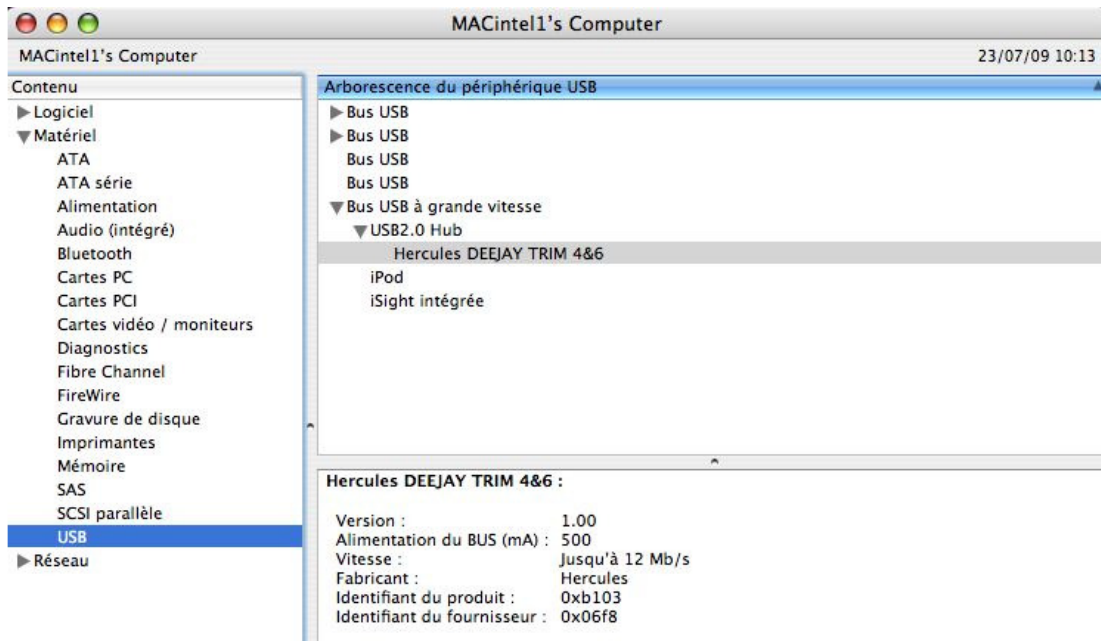 MACintel1's Computer
MACintel1's Computer 23/07/09 10:13
Contenu
Logiciel
Matériel
ATA
ATA série
Alimentation
Audio (intégré)
Bluetooth
Cartes PC
Cartes PCI
Cartes vidéo / moniteurs
Diagnostics
Fibre Channel
FireWire
Gravure de disque
Imprimantes
Mémoire
SAS
SCSI parallèle
USB
Réseau
Arborescence du périphérique USB
Bus USB
Bus USB
Bus USB
Bus USB
Bus USB à grande vitesse
USB2.0 Hub
Hercules DEEJAY TRIM 4&6
iPod
iSight intégrée
Hercules DEEJAY TRIM 4&6 :
Version : 1.00
Alimentation du BUS (mA) : 500
Vitesse : Jusqu'à 12 Mb/s
Fabricant : Hercules
Identifiant du produit : 0xb103
Identifiant du fournisseur : 0x06f8